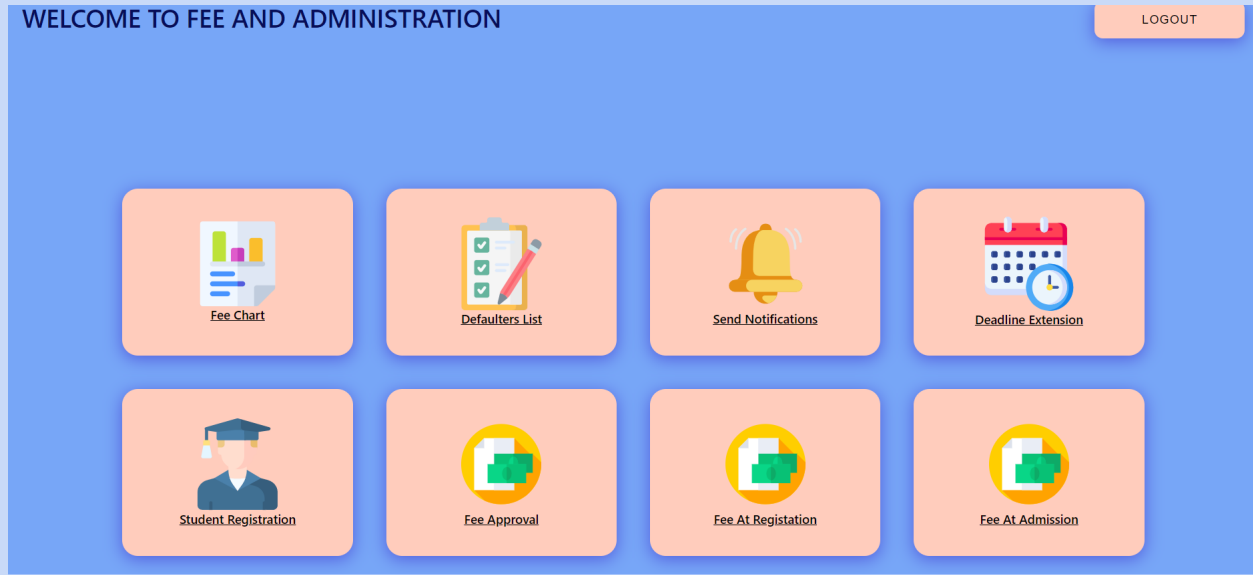 WELCOME TO FEE AND ADMINISTRATION
LOGOUT
Fee Chart
Defaulters List
Send Notifications
Deadline Extension
Student Registration
Fee Approval
Fee At Registation
Fee At Admission